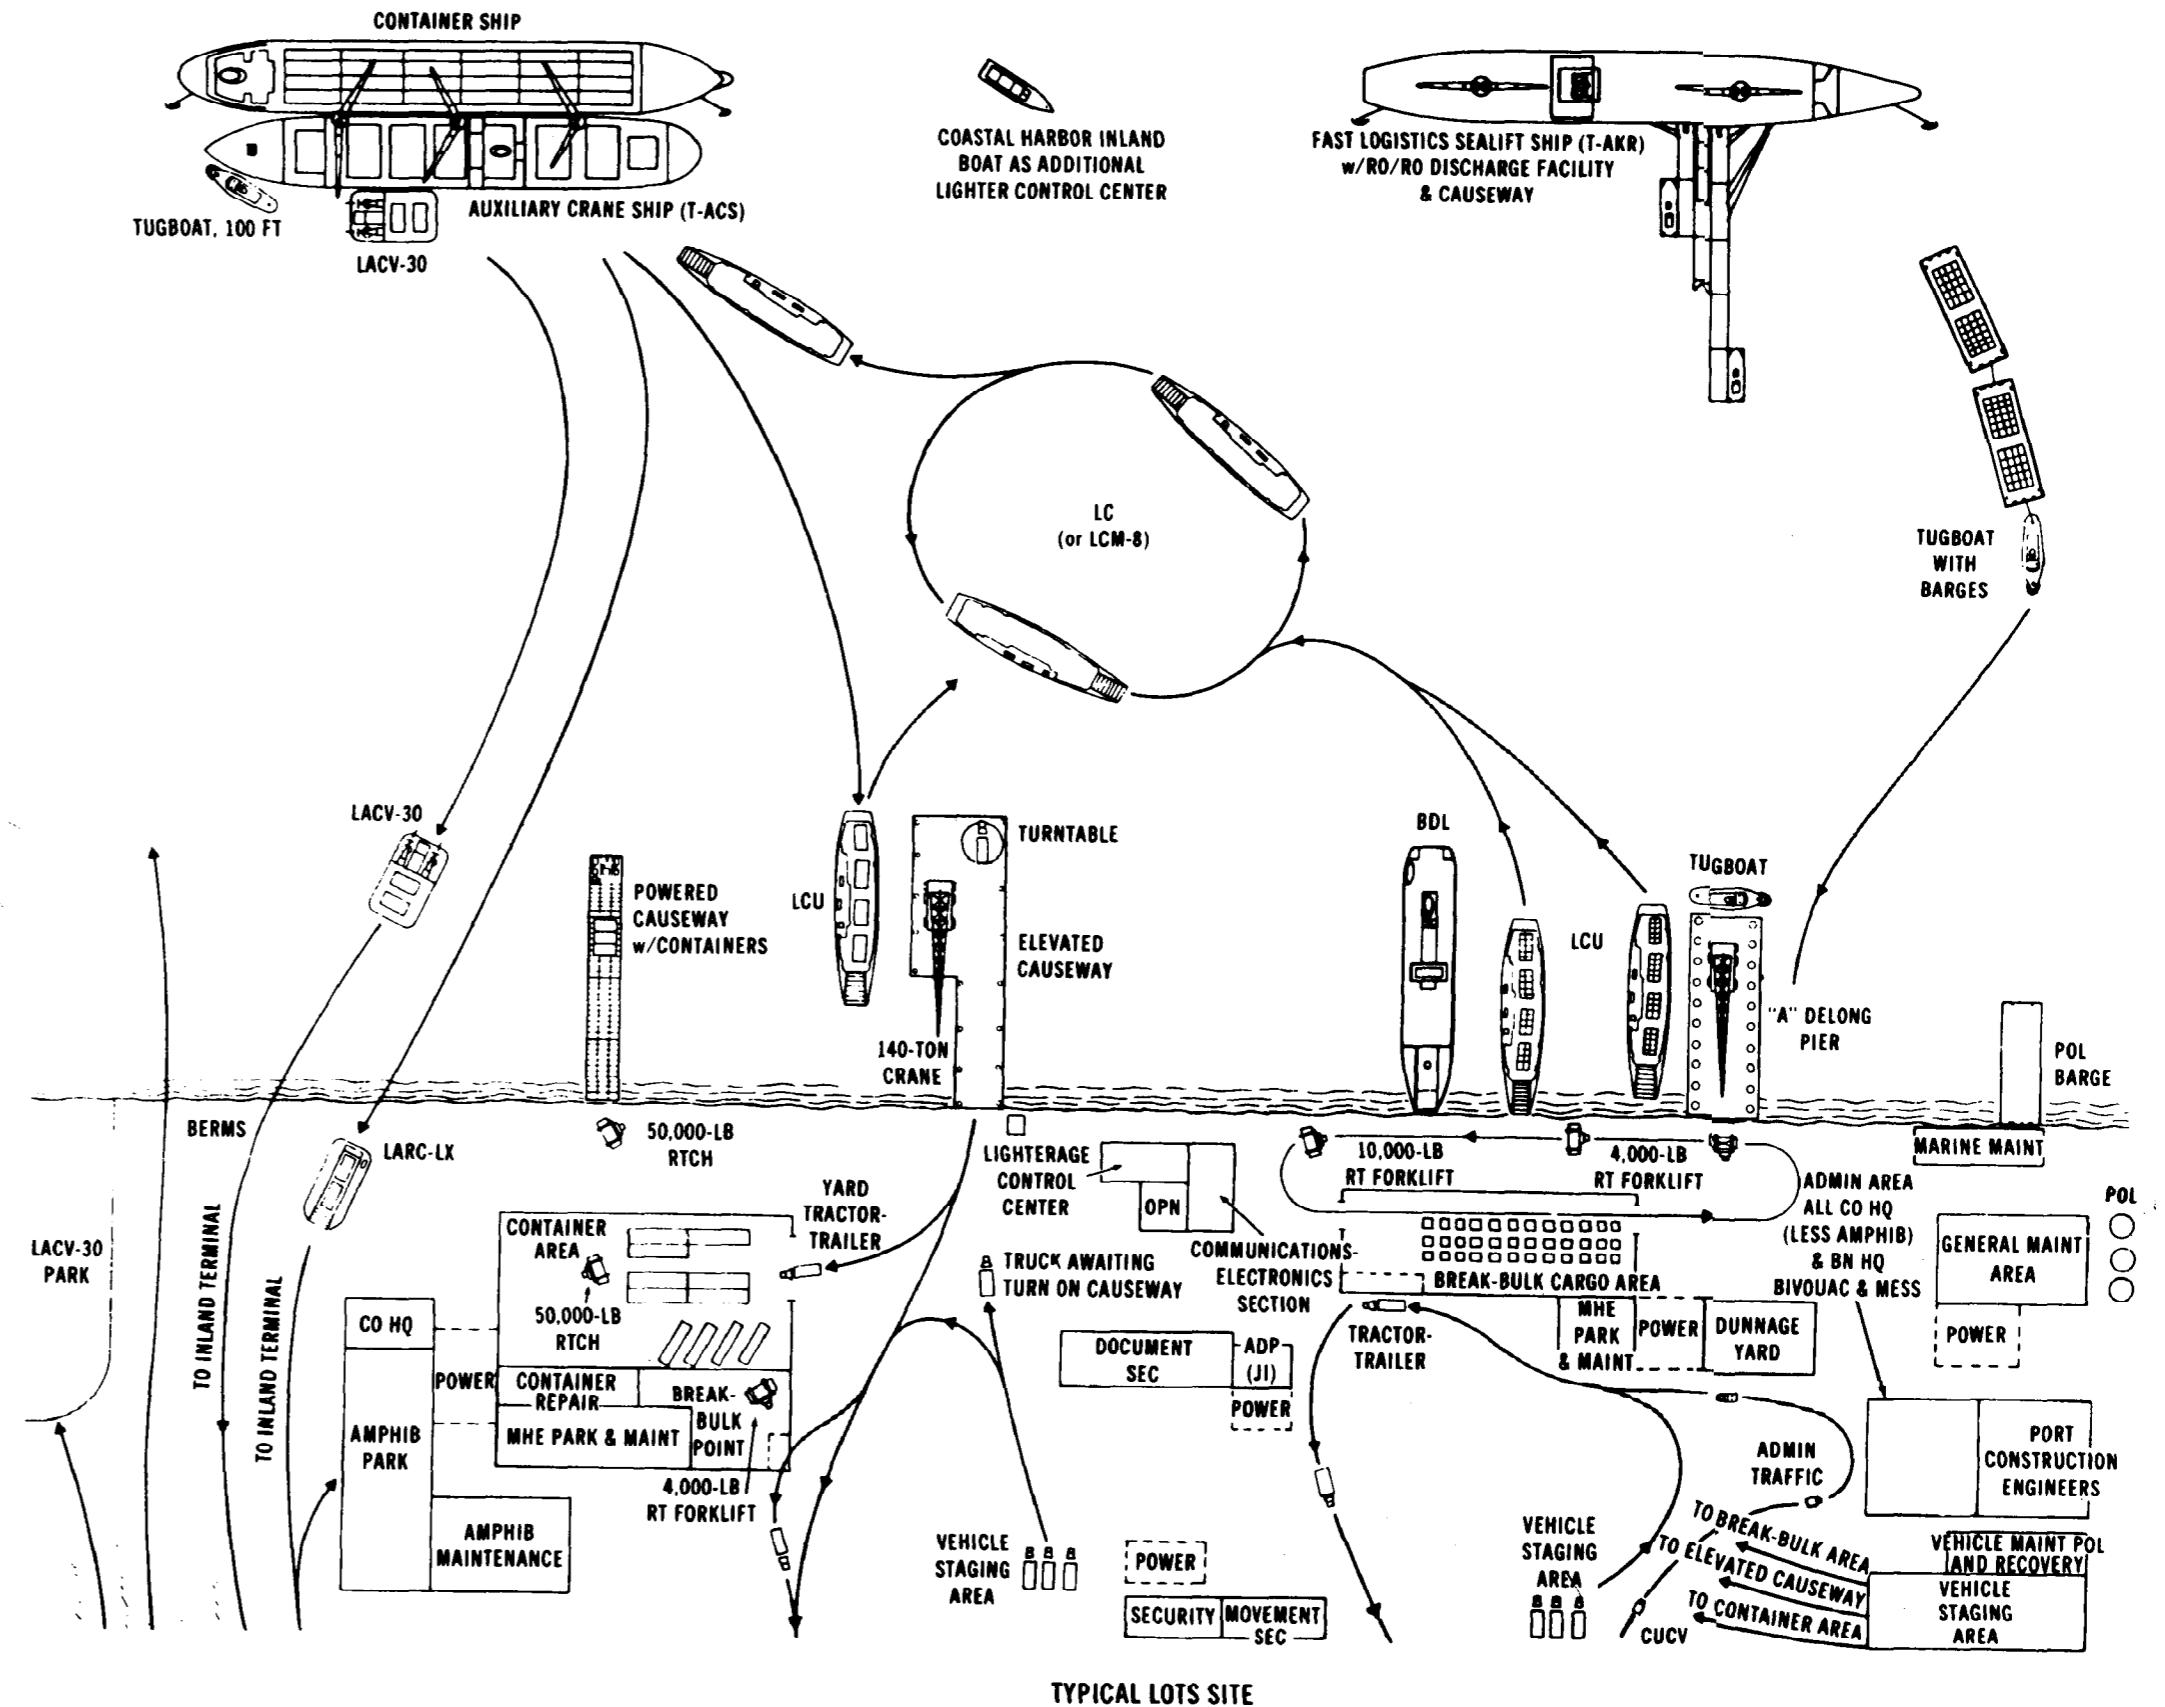 CONTAINER SHIP
COASTAL HARBOR INLAND
BOAT AS ADDITIONAL
LIGHTER CONTROL CENTER
FAST LOGISTICS SEALIFT SHIP (T-AKR)
w/RO/RO DISCHARGE FACILITY
& CAUSEWAY
TUGBOAT, 100 FT
AUXILIARY CRANE SHIP (T-ACS)
LACV-30
LC
(or LCM-8)
TUGBOAT
WITH
BARGES
LACV-30
POWERED
CAUSEWAY
w/CONTAINERS
LCU
TURNTABLE
ELEVATED
CAUSEWAY
140-TON
CRANE
BDL
LCU
TUGBOAT
"A" DELONG
PIER
POL
BARGE
BERMS
LARC-LX
50,000-LB
RTCH
LIGHTERAGE
CONTROL
CENTER
OPN
COMMUNICATIONS-
ELECTRONICS
SECTION
10,000-LB
RT FORKLIFT
4,000-LB
RT FORKLIFT
MARINE MAINT
ADMIN AREA
ALL CO HQ
(LESS AMPHIB)
& BN HQ
BIVOUAC & MESS
POL
GENERAL MAINT
AREA
POWER
LACV-30
PARK
TO INLAND TERMINAL
TO INLAND TERMINAL
YARD
TRACTOR-
TRAILER
CONTAINER
AREA
50,000-LB
RTCH
TRUCK AWAITING
TURN ON CAUSEWAY
BREAK-BULK CARGO AREA
MHE
PARK
& MAINT
POWER
DUNNAGE
YARD
TRACTOR-
TRAILER
CO HQ
POWER
CONTAINER
REPAIR
BREAK-
BULK
POINT
MHE PARK & MAINT
4,000-LB
RT FORKLIFT
AMPHIB
PARK
AMPHIB
MAINTENANCE
DOCUMENT
SEC
ADP
(JI)
POWER
ADMIN
TRAFFIC
PORT
CONSTRUCTION
ENGINEERS
VEHICLE
STAGING
AREA
POWER
SECURITY
MOVEMENT
SEC
VEHICLE
STAGING
AREA
CUCV
TO BREAK-BULK AREA
TO ELEVATED CAUSEWAY
TO CONTAINER AREA
VEHICLE MAINT POL
AND RECOVERY
VEHICLE
STAGING
AREA
TYPICAL LOTS SITE